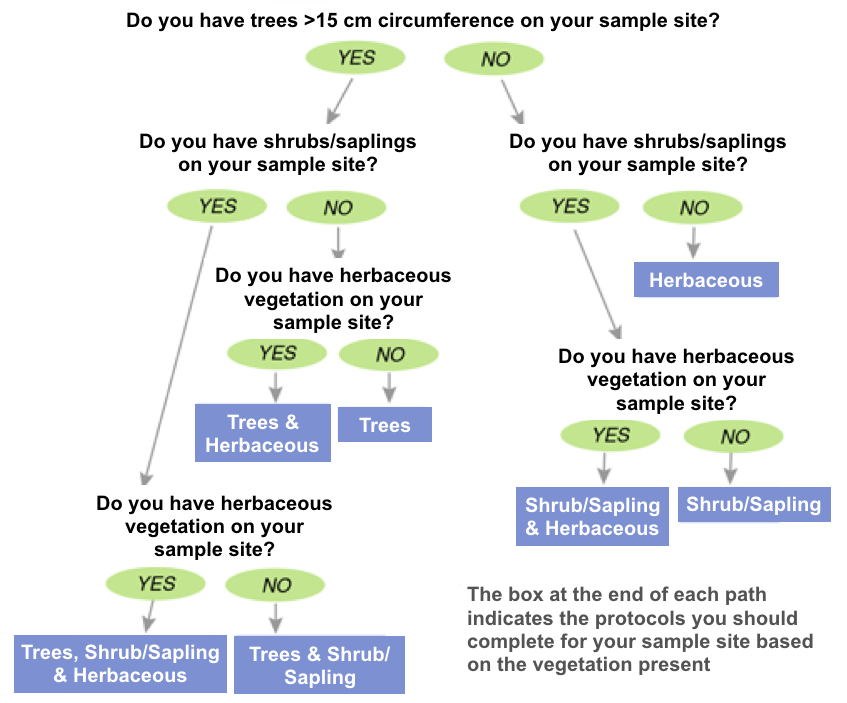 Do you have trees >15 cm circumference on your sample site?
YES
NO
Do you have shrubs/saplings
on your sample site?
YES
NO
Do you have herbaceous
vegetation on your
sample site?
YES
NO
Trees &
Herbaceous
Trees
Do you have herbaceous
vegetation on your
sample site?
YES
NO
Trees, Shrub/Sapling
& Herbaceous
Trees & Shrub/
Sapling
Do you have shrubs/saplings
on your sample site?
YES
NO
Herbaceous
Do you have herbaceous
vegetation on your
sample site?
YES
NO
Shrub/Sapling
& Herbaceous
Shrub/Sapling
The box at the end of each path
indicates the protocols you should
complete for your sample site based
on the vegetation present